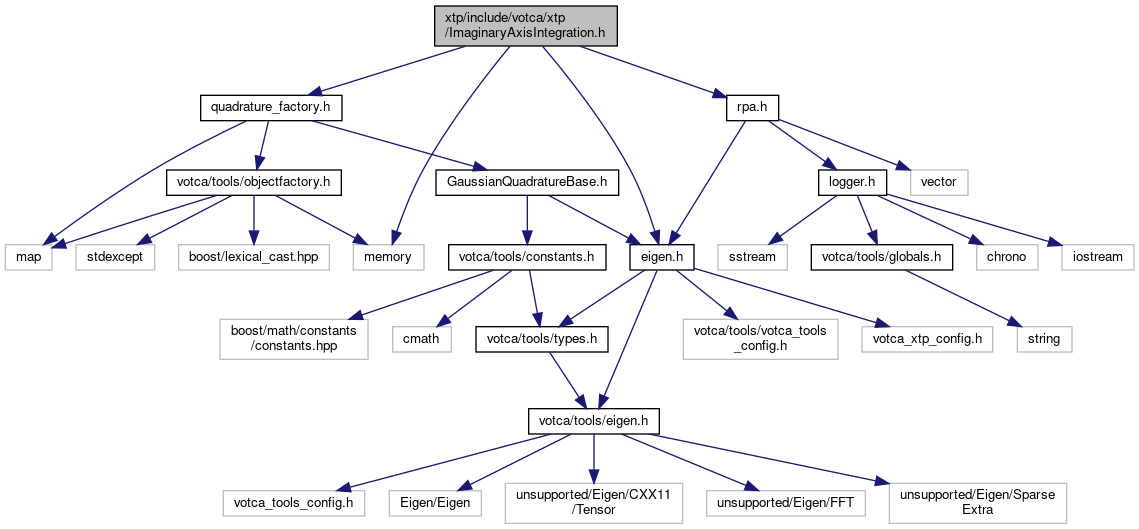 xtp/include/votca/xtp
/ImaginaryAxisIntegration.h
quadrature_factory.h
rpa.h
votca/tools/objectfactory.h
GaussianQuadratureBase.h
logger.h
vector
map
stdexcept
boost/lexical_cast.hpp
memory
votca/tools/constants.h
eigen.h
sstream
votca/tools/globals.h
chrono
iostream
boost/math/constants
/constants.hpp
cmath
votca/tools/types.h
votca/tools/votca_tools
_config.h
votca_xtp_config.h
string
votca/tools/eigen.h
votca_tools_config.h
Eigen/Eigen
unsupported/Eigen/CXX11
/Tensor
unsupported/Eigen/FFT
unsupported/Eigen/Sparse
Extra